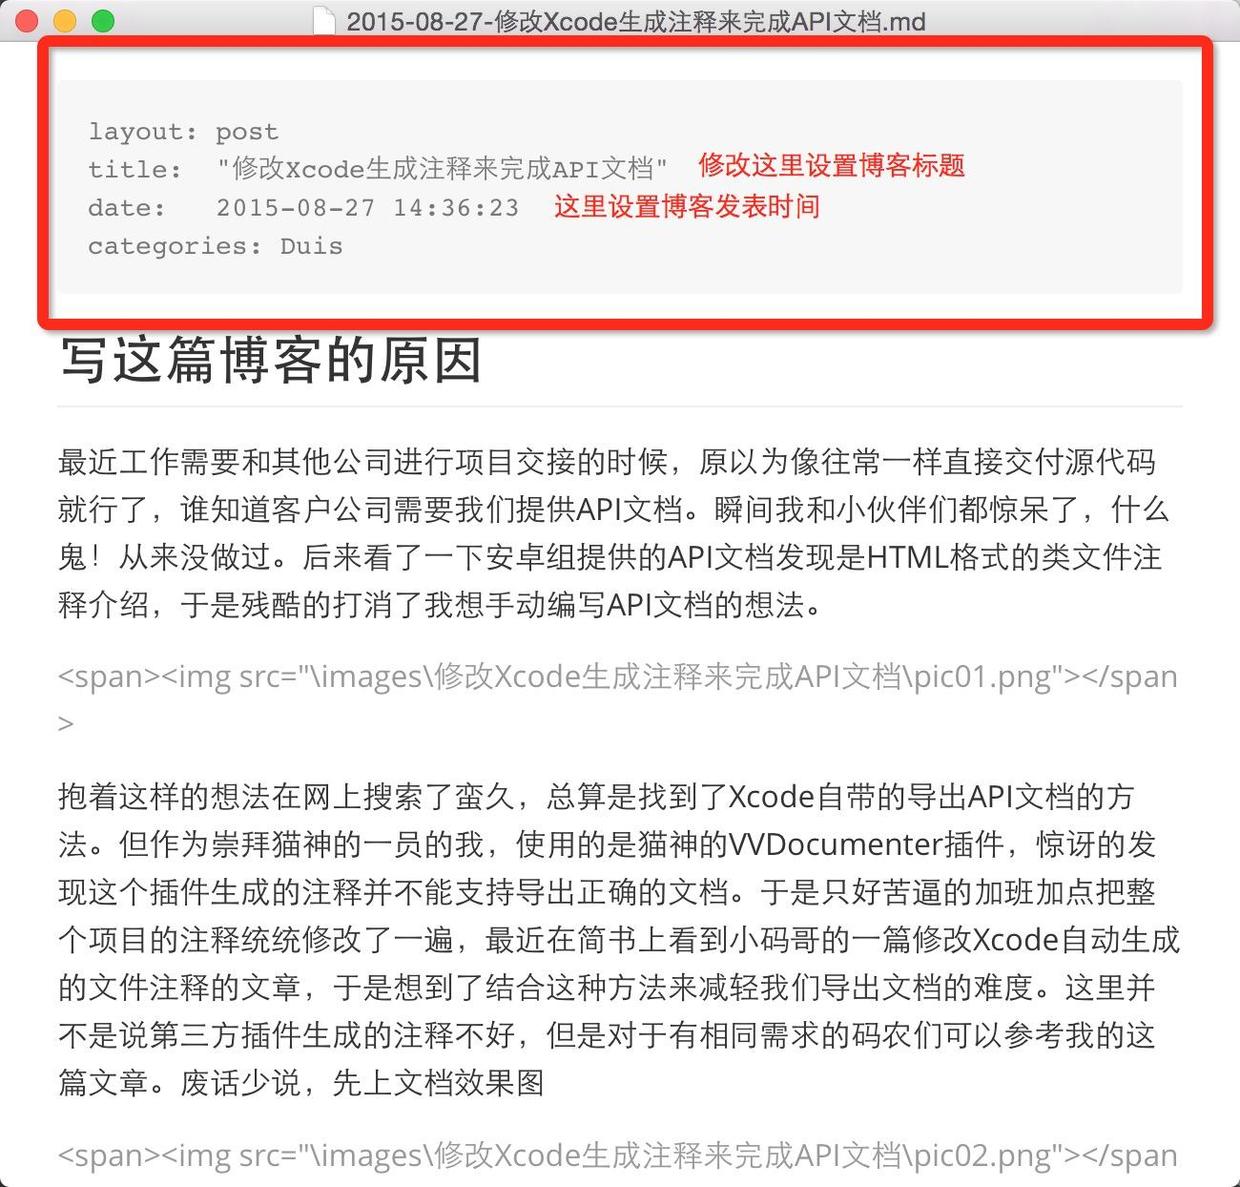 2015-08-27-修改Xcode生成注释来完成API文档.md
layout: post
title: "修改Xcode生成注释来完成API文档" 修改这里设置博客标题
date: 2015-08-27 14:36:23 这里设置博客发表时间
categories: Duis
写这篇博客的原因
最近工作需要和其他公司进行项目交接的时候，原以为像往常一样直接交付源代码
就行了，谁知道客户公司需要我们提供API文档。瞬间我和小伙伴们都惊呆了，什么
鬼！从来没做过。后来看了一下安卓组提供的API文档发现是HTML格式的类文件注
释介绍，于是残酷的打消了我想手动编写API文档的想法。
<span><img src="\images\修改Xcode生成注释来完成API文档\pic01.png"></span
>
抱着这样的想法在网上搜索了蛮久，总算是找到了Xcode自带的导出API文档的方
法。但作为崇拜猫神的一员的我，使用的是猫神的VVDocumenter插件，惊讶的发
现这个插件生成的注释并不能支持导出正确的文档。于是只好苦逼的加班加点把整
个项目的注释统统修改了一遍，最近在简书上看到小码哥的一篇修改Xcode自动生成
的文件注释的文章，于是想到了结合这种方法来减轻我们导出文档的难度。这里并
不是说第三方插件生成的注释不好，但是对于有相同需求的码农们可以参考我的这
篇文章。废话少说，先上文档效果图
<span><img src="\images\修改Xcode生成注释来完成API文档\pic02.png"></span